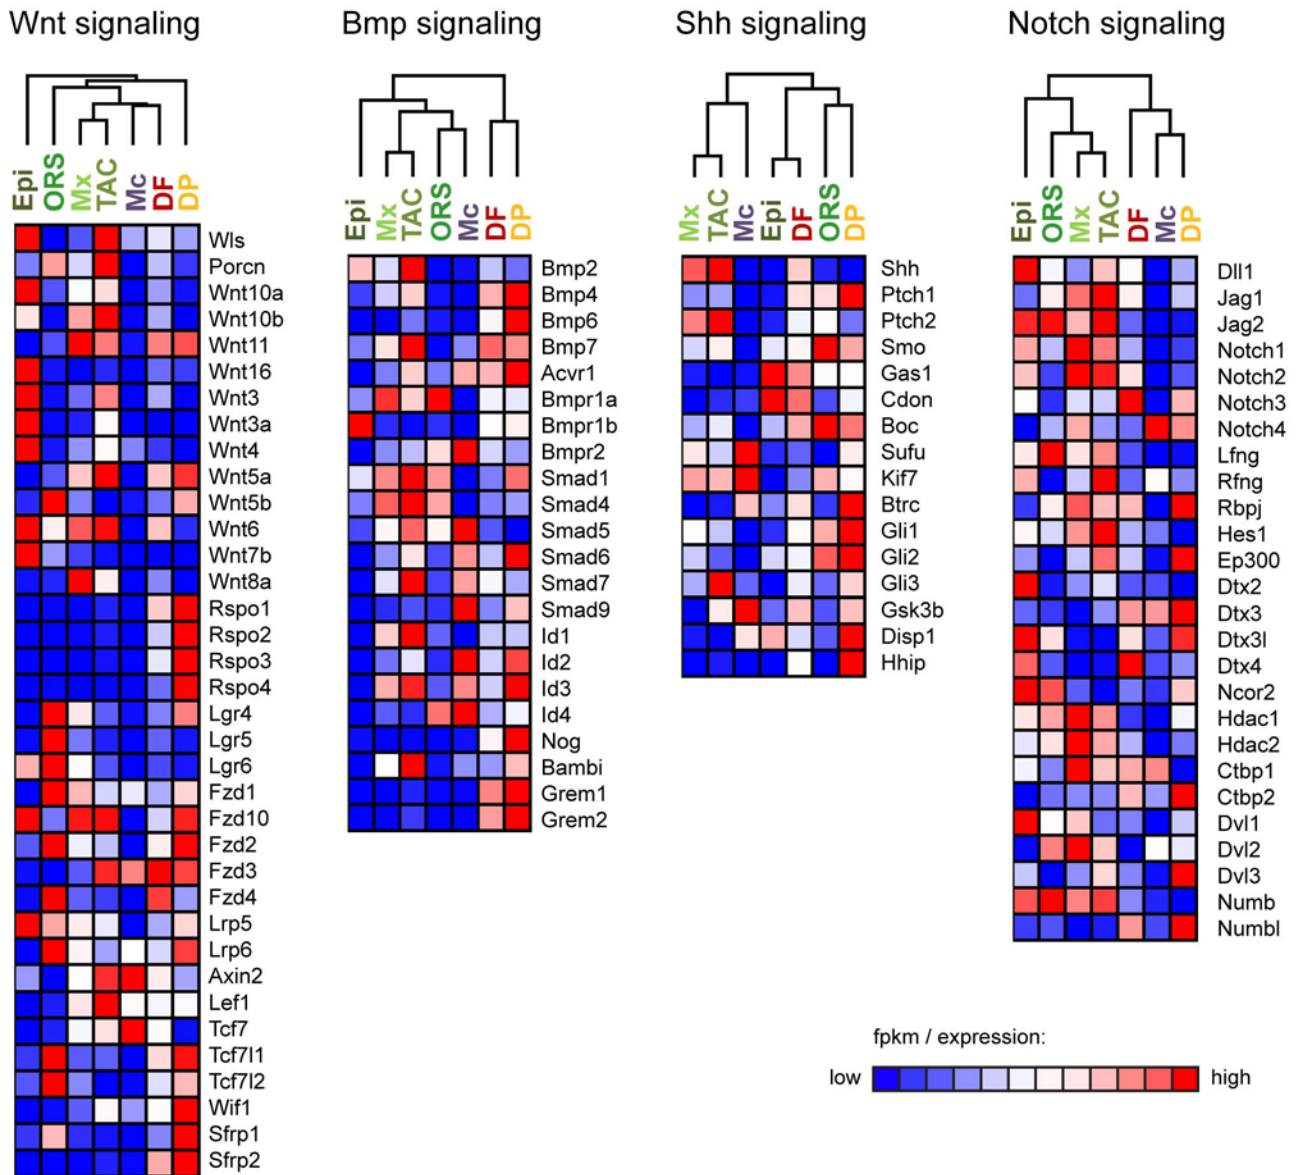 Wnt signaling
Epi ORS Mx TAC Mc DF DP
Wls
Porcn
Wnt10a
Wnt10b
Wnt11
Wnt16
Wnt3
Wnt3a
Wnt4
Wnt5a
Wnt5b
Wnt6
Wnt7b
Wnt8a
Rspo1
Rspo2
Rspo3
Rspo4
Lgr4
Lgr5
Lgr6
Fzd1
Fzd10
Fzd2
Fzd3
Fzd4
Lrp5
Lrp6
Axin2
Lef1
Tcf7
Tcf7l1
Tcf7l2
Wif1
Sfrp1
Sfrp2
Bmp signaling
Epi Mx TAC ORS Mc DF DP
Bmp2
Bmp4
Bmp6
Bmp7
Acvr1
Bmpr1a
Bmpr1b
Bmpr2
Smad1
Smad4
Smad5
Smad6
Smad7
Smad9
Id1
Id2
Id3
Id4
Nog
Bambi
Grem1
Grem2
Shh signaling
Mx TAC Mc Epi DF ORS DP
Shh
Ptch1
Ptch2
Smo
Gas1
Cdon
Boc
Sufu
Kif7
Btrc
Gli1
Gli2
Gli3
Gsk3b
Disp1
Hhip
Notch signaling
Epi ORS Mx TAC DF Mc DP
Dll1
Jag1
Jag2
Notch1
Notch2
Notch3
Notch4
Lfng
Rfng
Rbpj
Hes1
Ep300
Dtx2
Dtx3
Dtx3l
Dtx4
Ncor2
Hdac1
Hdac2
Ctbp1
Ctbp2
Dvl1
Dvl2
Dvl3
Numb
Numbl
fpkm / expression:
low high